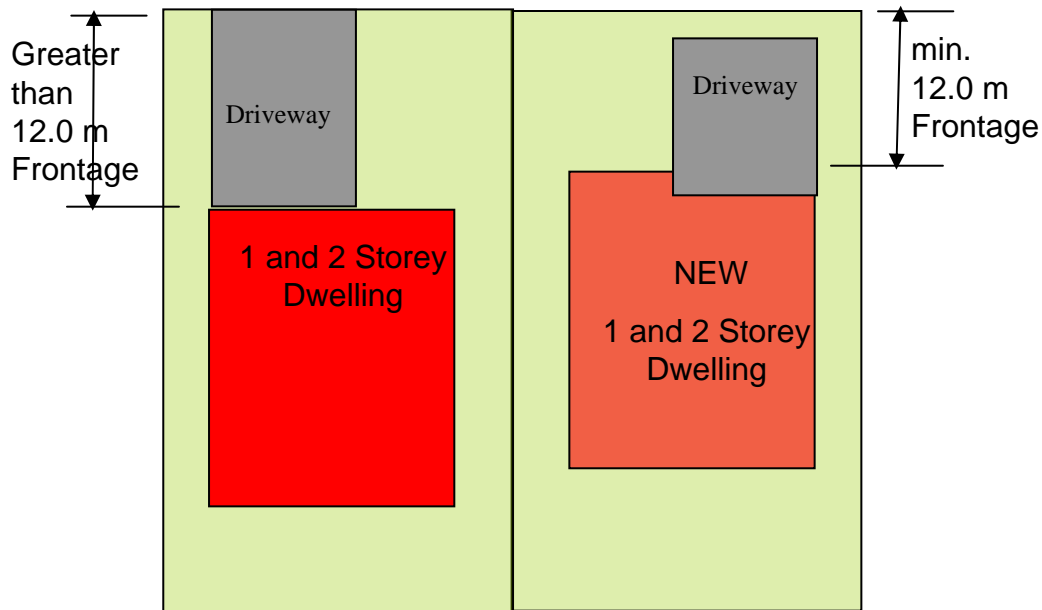 Greater
than
12.0 m
Frontage
Driveway
1 and 2 Storey
Dwelling
Driveway
NEW
1 and 2 Storey
Dwelling
min.
12.0 m
Frontage